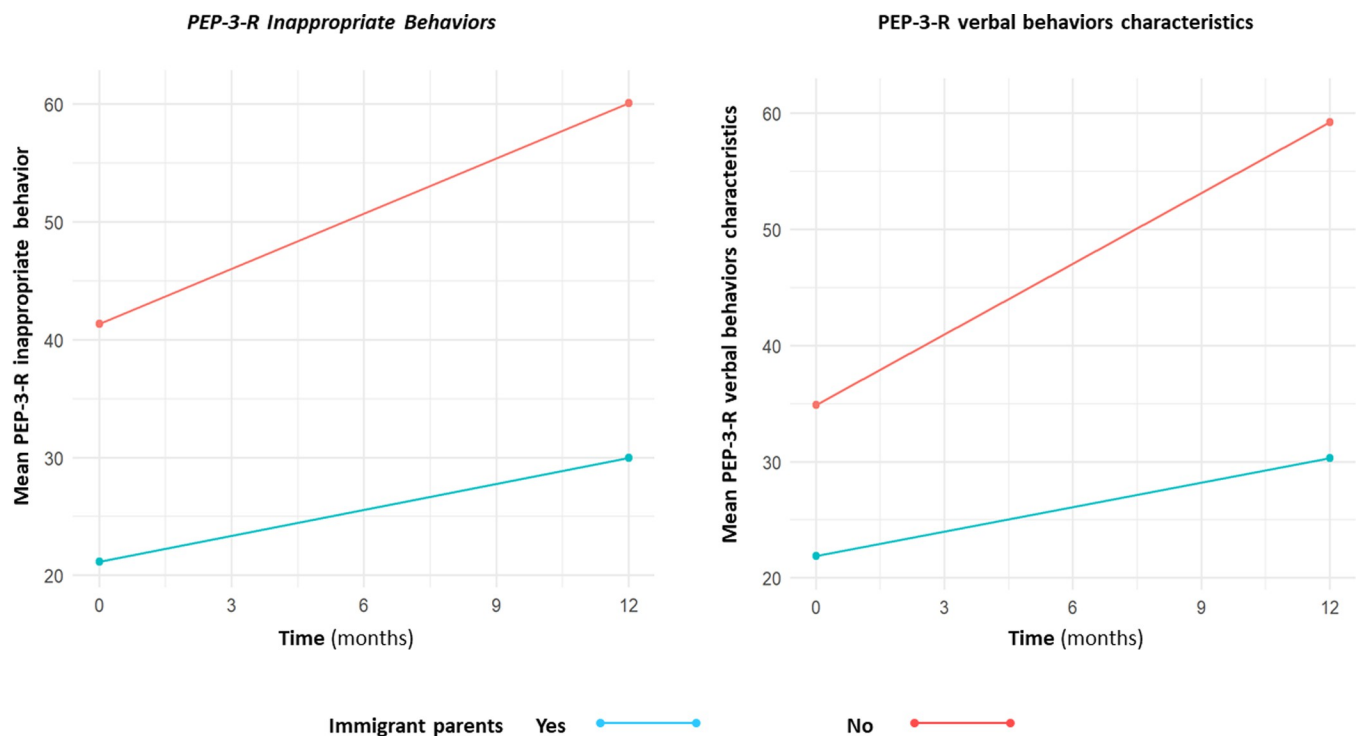 PEP-3-R Inappropriate Behaviors
Mean PEP-3-R inappropriate behavior
60
50
40
30
20
0 3 6 9 12
Time (months)
PEP-3-R verbal behaviors characteristics
Mean PEP-3-R verbal behaviors characteristics
60
50
40
30
20
0 3 6 9 12
Time (months)
Immigrant parents Yes No